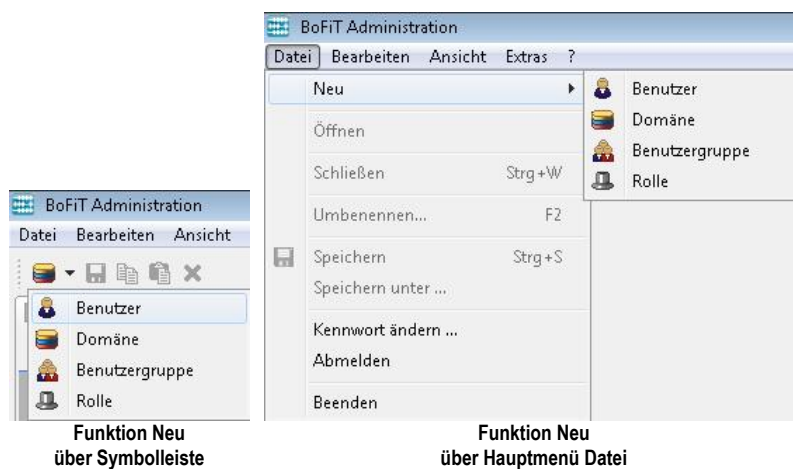 BoFiT Administration
Datei Bearbeiten Ansicht
Benutzer
Domäne
Benutzergruppe
Rolle
Funktion Neu
über Symbolleiste
BoFiT Administration
Datei Bearbeiten Ansicht Extras ?
Neu
Öffnen
Schließen Strg+W
Umbenennen... F2
Speichern Strg+S
Speichern unter ...
Kennwort ändern ...
Abmelden
Beenden
Benutzer
Domäne
Benutzergruppe
Rolle
Funktion Neu
über Hauptmenü Datei